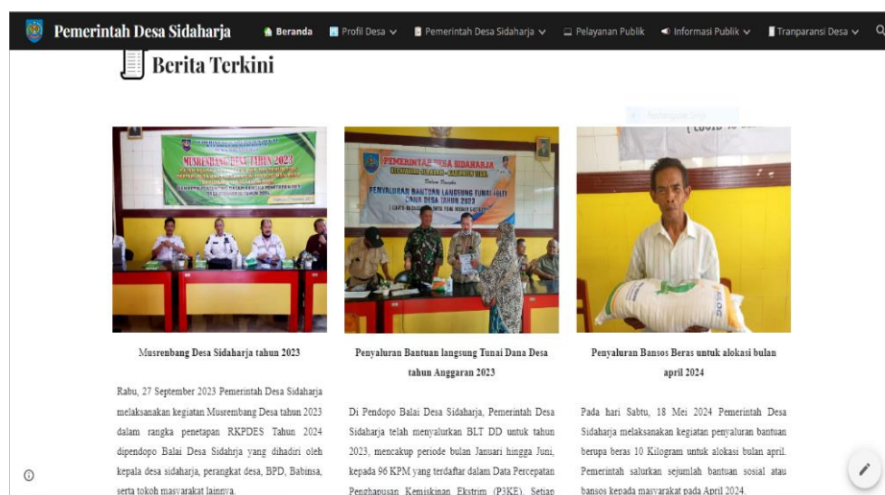 Pemerintah Desa Sidaharja
Beranda
Profil Desa
Pemerintah Desa Sidaharja
Pelayanan Publik
Informasi Publik
Tranparansi Desa
Berita Terkini
MUSRENBANG DESA TAHUN 2023
PEMERINTAH DESA SIDAHARJA
PENYALURAN BANTUAN LANGSUNG TUNAI (BLT)
DANA DESA TAHUN 2023
Musrenbang Desa Sidaharja tahun 2023
Rabu, 27 September 2023 Pemerintah Desa Sidaharja
melaksanakan kegiatan Musrembang Desa tahun 2023
dalam rangka penetapan RKPDES Tahun 2024
dipendopo Balai Desa Sidahrja yang dihadiri oleh
kepala desa sidaharja, perangkat desa, BPD, Babinsa,
serta tokoh masyarakat lainnya.
Penyaluran Bantuan langsung Tunai Dana Desa
tahun Anggaran 2023
Di Pendopo Balai Desa Sidaharja, Pemerintah Desa
Sidaharja telah menyalurkan BLT DD untuk tahun
2023, mencakup periode bulan Januari hingga Juni,
kepada 96 KPM yang terdaftar dalam Data Percepatan
Penghapusan Kemiskinan Ekstrim (P3KE). Setiap
Penyaluran Bansos Beras untuk alokasi bulan
april 2024
Pada hari Sabtu, 18 Mei 2024 Pemerintah Desa
Sidaharja melaksanakan kegiatan penyaluran bantuan
berupa beras 10 Kilogram untuk alokasi bulan april.
Pemerintah salurkan sejumlah bantuan sosial atau
bansos kepada masyarakat pada April 2024.